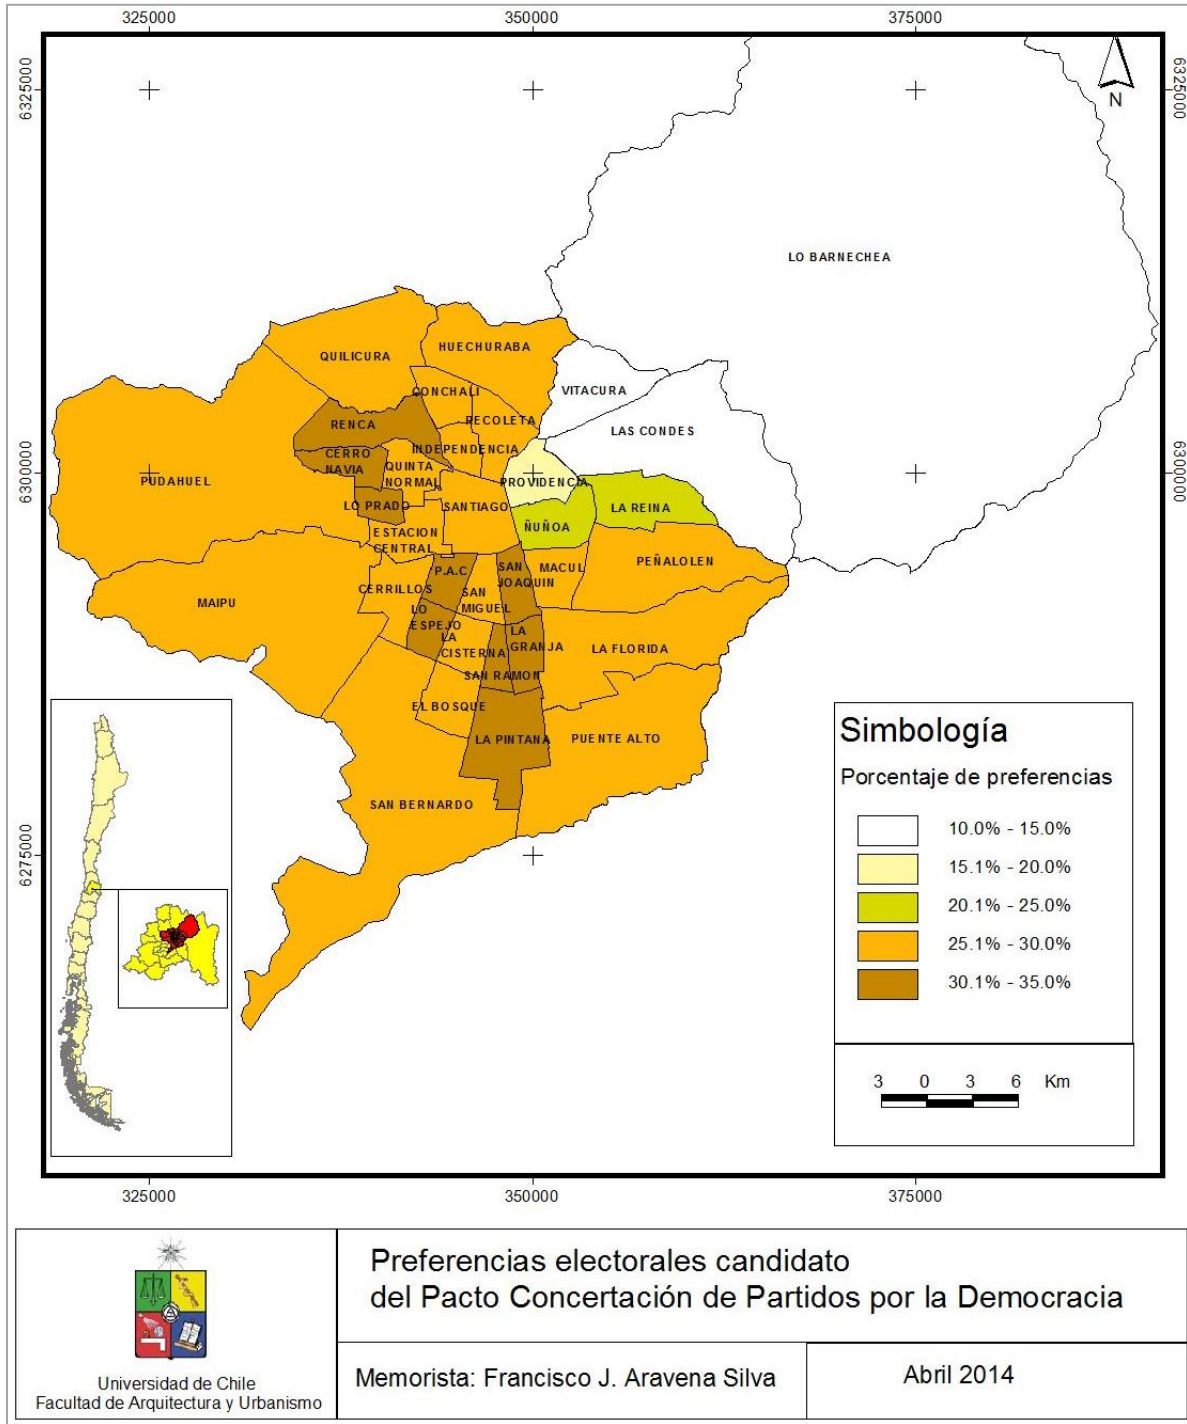 325000 350000 375000
6325000 6325000
N
LO BARNECHEA
HUECHURABA
QUILICURA
CONCHALI
VITACURA
RECOLETA
RENCA
LAS CONDES
INDEPENDENCIA
CERRO
NAVIA
QUINTA
NORMAL
6300000 6300000
PUDAHUEL
PROVIDENCIA
LO PRADO
SANTIAGO
LA REINA
ÑUÑOA
ESTACION
CENTRAL
PEÑALOLEN
P.A.C
SAN
JOAQUIN
MACUL
CERRILLOS
SAN
MIGUEL
MAIPU
LO
ESPEJO
LA
GRANJA
LA
CISTERNA
LA FLORIDA
SAN RAMON
EL BOSQUE
LA PINTANA
PUENTE ALTO
SAN BERNARDO
6275000
Simbología
Porcentaje de preferencias
10.0% - 15.0%
15.1% - 20.0%
20.1% - 25.0%
25.1% - 30.0%
30.1% - 35.0%
3 0 3 6 Km
325000 350000 375000
Universidad de Chile
Facultad de Arquitectura y Urbanismo
Preferencias electorales candidato
del Pacto Concertación de Partidos por la Democracia
Memorista: Francisco J. Aravena Silva
Abril 2014